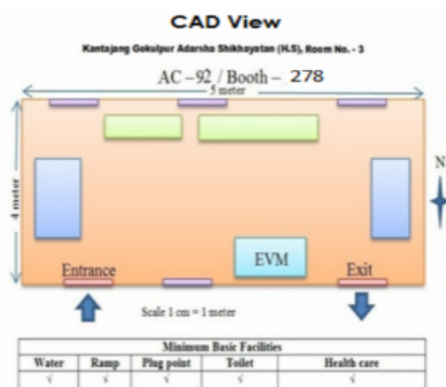 CAD View
Kantajang Gokulpur Adarsha Shikhayatan (H.S), Room No. - 3
AC –92 / Booth – 278
5 meter
4 meter
N
EVM
Entrance
Exit
Scale 1 cm = 1 meter
Minimum Basic Facilities
Water Ramp Plug point Toilet Health care
√ √ √ √ √